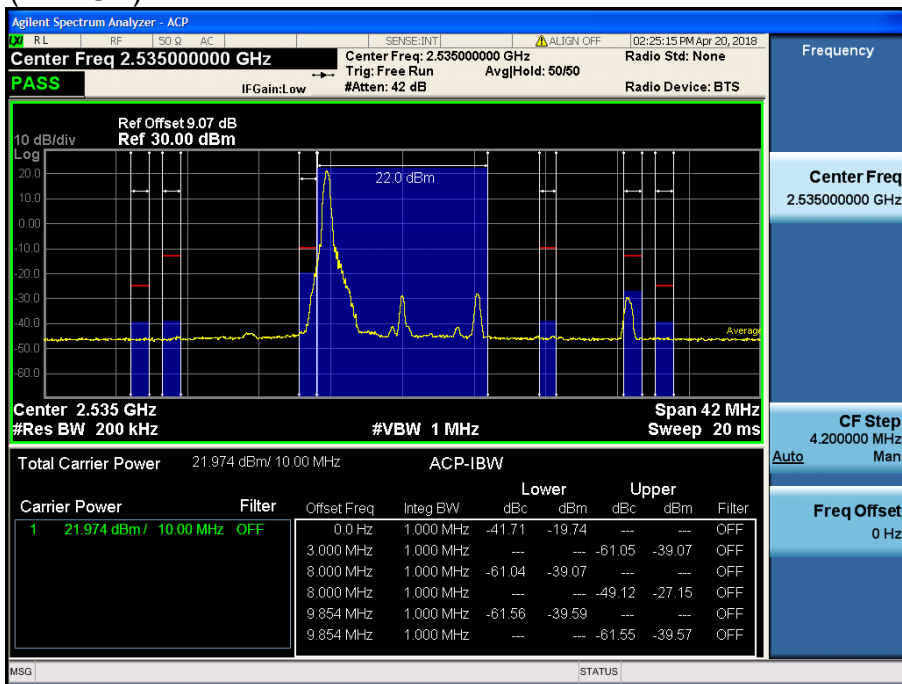 Agilent Spectrum Analyzer - ACP
LXI RL RF 50 Ω AC SENSE:INT ALIGN OFF 02:25:15 PM Apr 20, 2018
Center Freq 2.535000000 GHz Center Freq: 2.535000000 GHz Radio Std: None
Trig: Free Run Avg|Hold: 50/50
PASS IFGain:Low #Atten: 42 dB Radio Device: BTS
Frequency
Ref Offset 9.07 dB
10 dB/div Ref 30.00 dBm
Log
20.0
10.0
0.00
-10.0
-20.0
-30.0
-40.0
-50.0
-60.0
22.0 dBm
Average
Center Freq
2.535000000 GHz
Center 2.535 GHz Span 42 MHz
#Res BW 200 kHz #VBW 1 MHz Sweep 20 ms
CF Step
4.200000 MHz
Auto Man
Total Carrier Power 21.974 dBm/ 10.00 MHz ACP-IBW
Lower Upper
Carrier Power Filter Offset Freq Integ BW dBc dBm dBc dBm Filter
1 21.974 dBm / 10.00 MHz OFF 0.0 Hz 1.000 MHz -41.71 -19.74 --- --- OFF
3.000 MHz 1.000 MHz --- --- -61.05 -39.07 OFF
8.000 MHz 1.000 MHz -61.04 -39.07 --- --- OFF
8.000 MHz 1.000 MHz --- --- -49.12 -27.15 OFF
9.854 MHz 1.000 MHz -61.56 -39.59 --- --- OFF
9.854 MHz 1.000 MHz --- --- -61.55 -39.57 OFF
Freq Offset
0 Hz
MSG STATUS